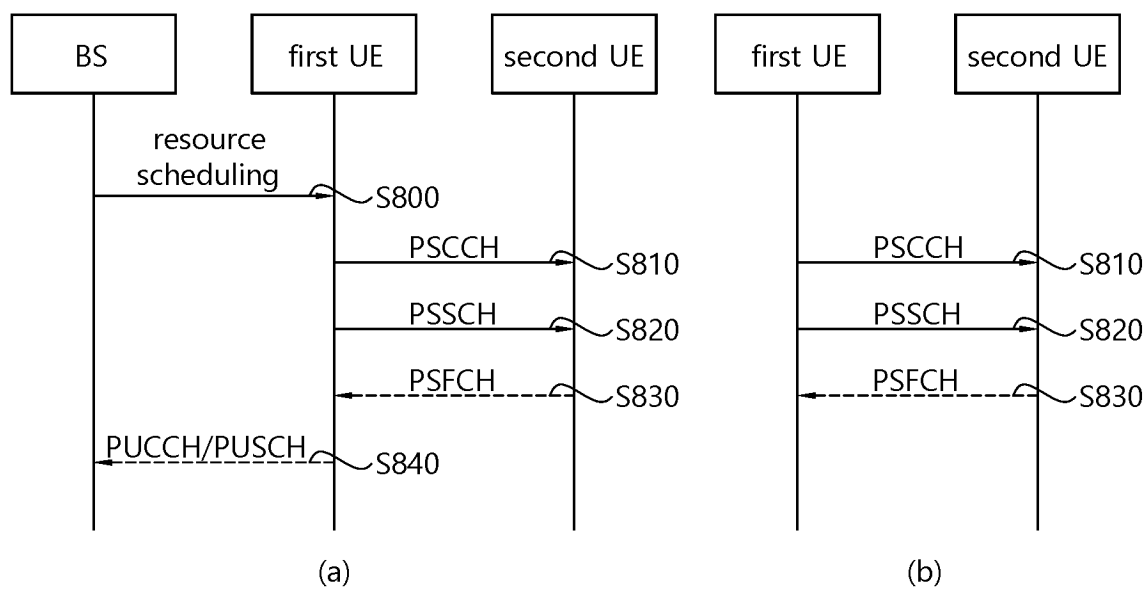 BS
first UE
second UE
first UE
second UE
resource
scheduling
S800
PSCCH
S810
PSCCH
S810
PSSCH
S820
PSSCH
S820
PSFCH
S830
PSFCH
S830
PUCCH/PUSCH
S840
(a)
(b)